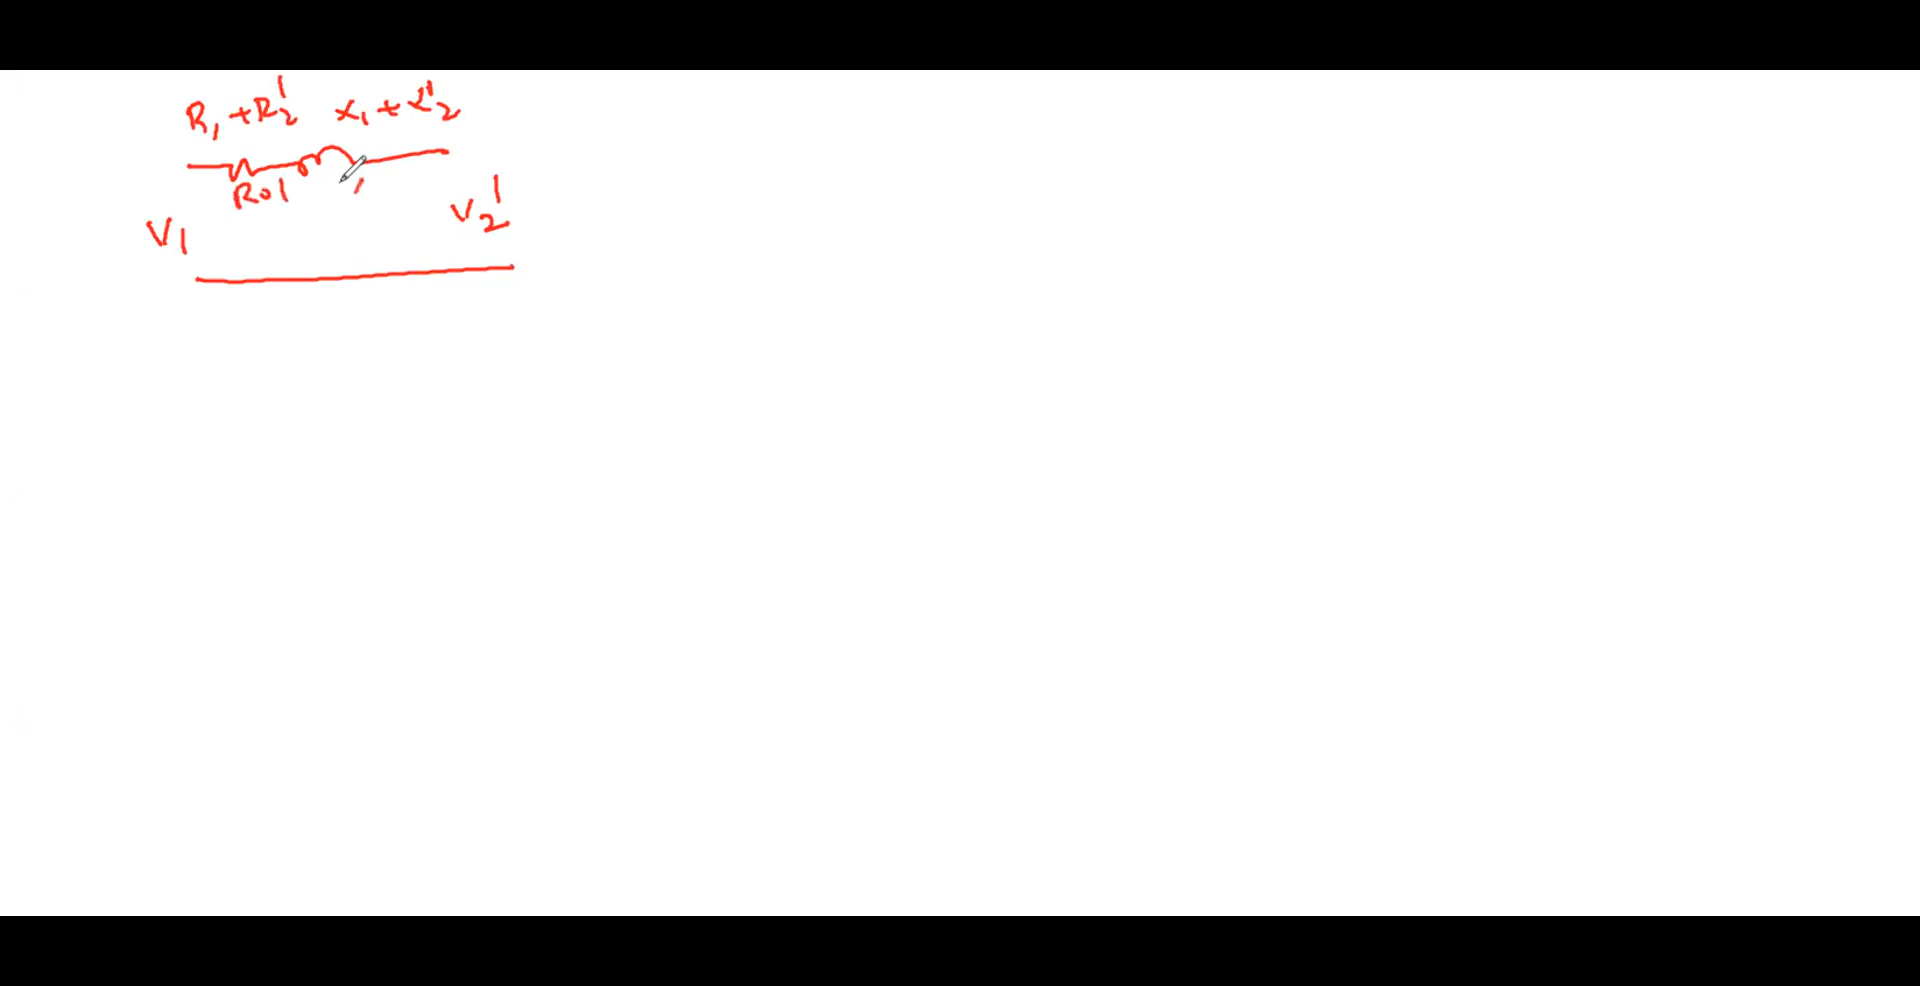 R₁ + R₂' x₁ + x₂'
R01
V₁ V₂'